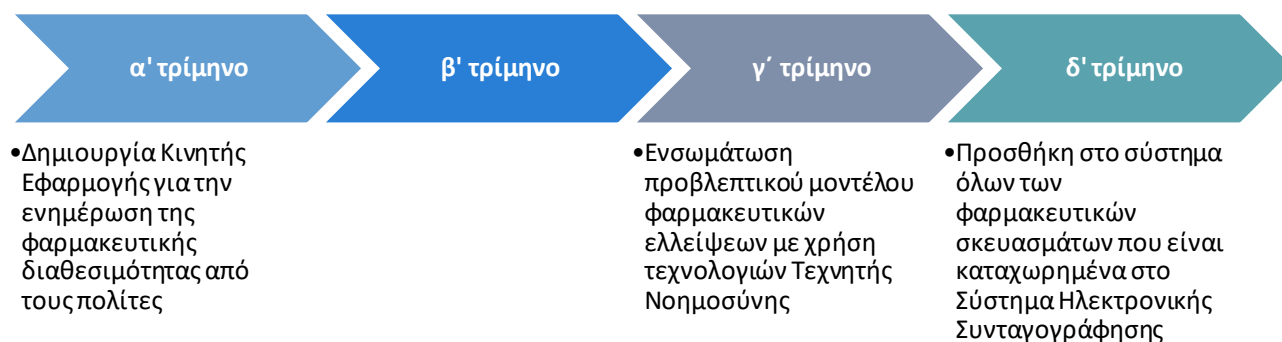 α' τρίμηνο
β' τρίμηνο
γ΄ τρίμηνο
δ' τρίμηνο
•Δημιουργία Κινητής
Εφαρμογής για την
ενημέρωση της
φαρμακευτικής
διαθεσιμότητας από
τους πολίτες
•Ενσωμάτωση
προβλεπτικού μοντέλου
φαρμακευτικών
ελλείψεων με χρήση
τεχνολογιών Τεχνητής
Νοημοσύνης
•Προσθήκη στο σύστημα
όλων των
φαρμακευτικών
σκευασμάτων που είναι
καταχωρημένα στο
Σύστημα Ηλεκτρονικής
Συνταγογράφησης